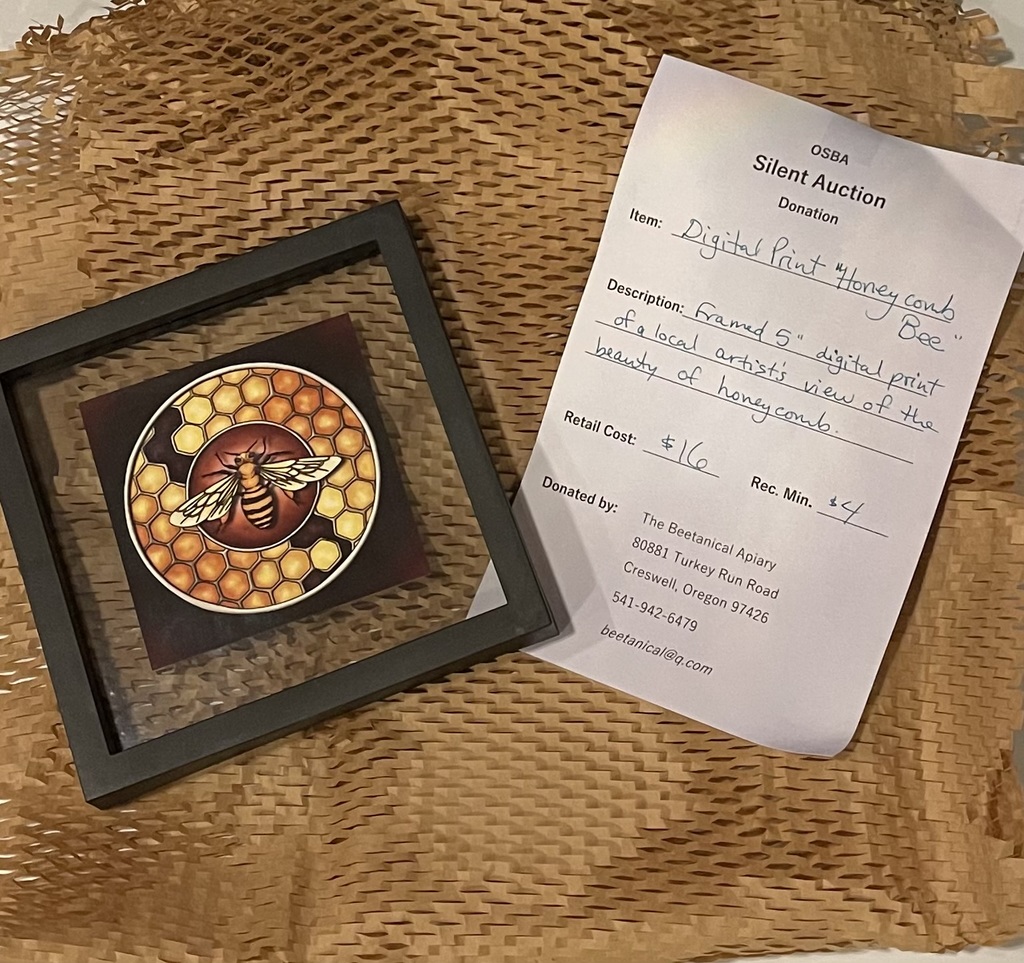 OSBA
Silent Auction
Donation
Item: Digital Print "Honeycomb
Bee"
Description: Framed 5" digital print
of a local artist's view of the
beauty of honeycomb.
Retail Cost: $16 Rec. Min. $4
Donated by: The Beetanical Apiary
80881 Turkey Run Road
Creswell, Oregon 97426
541-942-6479
beetanical@q.com